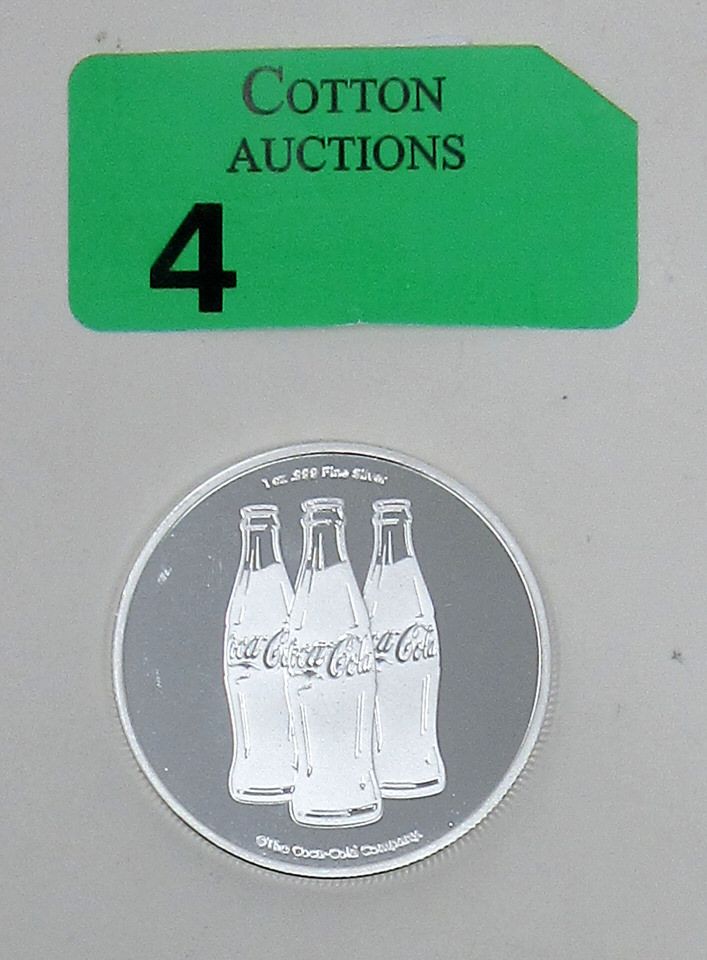 COTTON
AUCTIONS
4
1 oz. .999 Fine Silver
Coca-Cola Coca-Cola Coca-Cola
©The Coca-Cola Company.